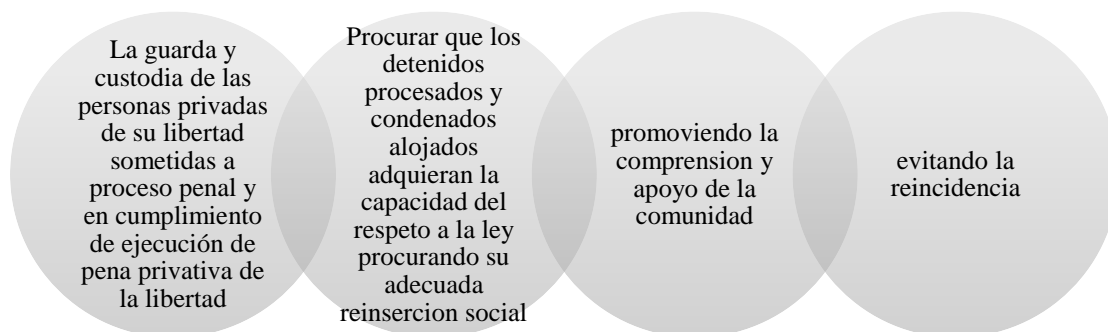 La guarda y
custodia de las
personas privadas
de su libertad
sometidas a
proceso penal y
en cumplimiento
de ejecución de
pena privativa de
la libertad
Procurar que los
detenidos
procesados y
condenados
alojados
adquieran la
capacidad del
respeto a la ley
procurando su
adecuada
reinsercion social
promoviendo la
comprension y
apoyo de la
comunidad
evitando la
reincidencia